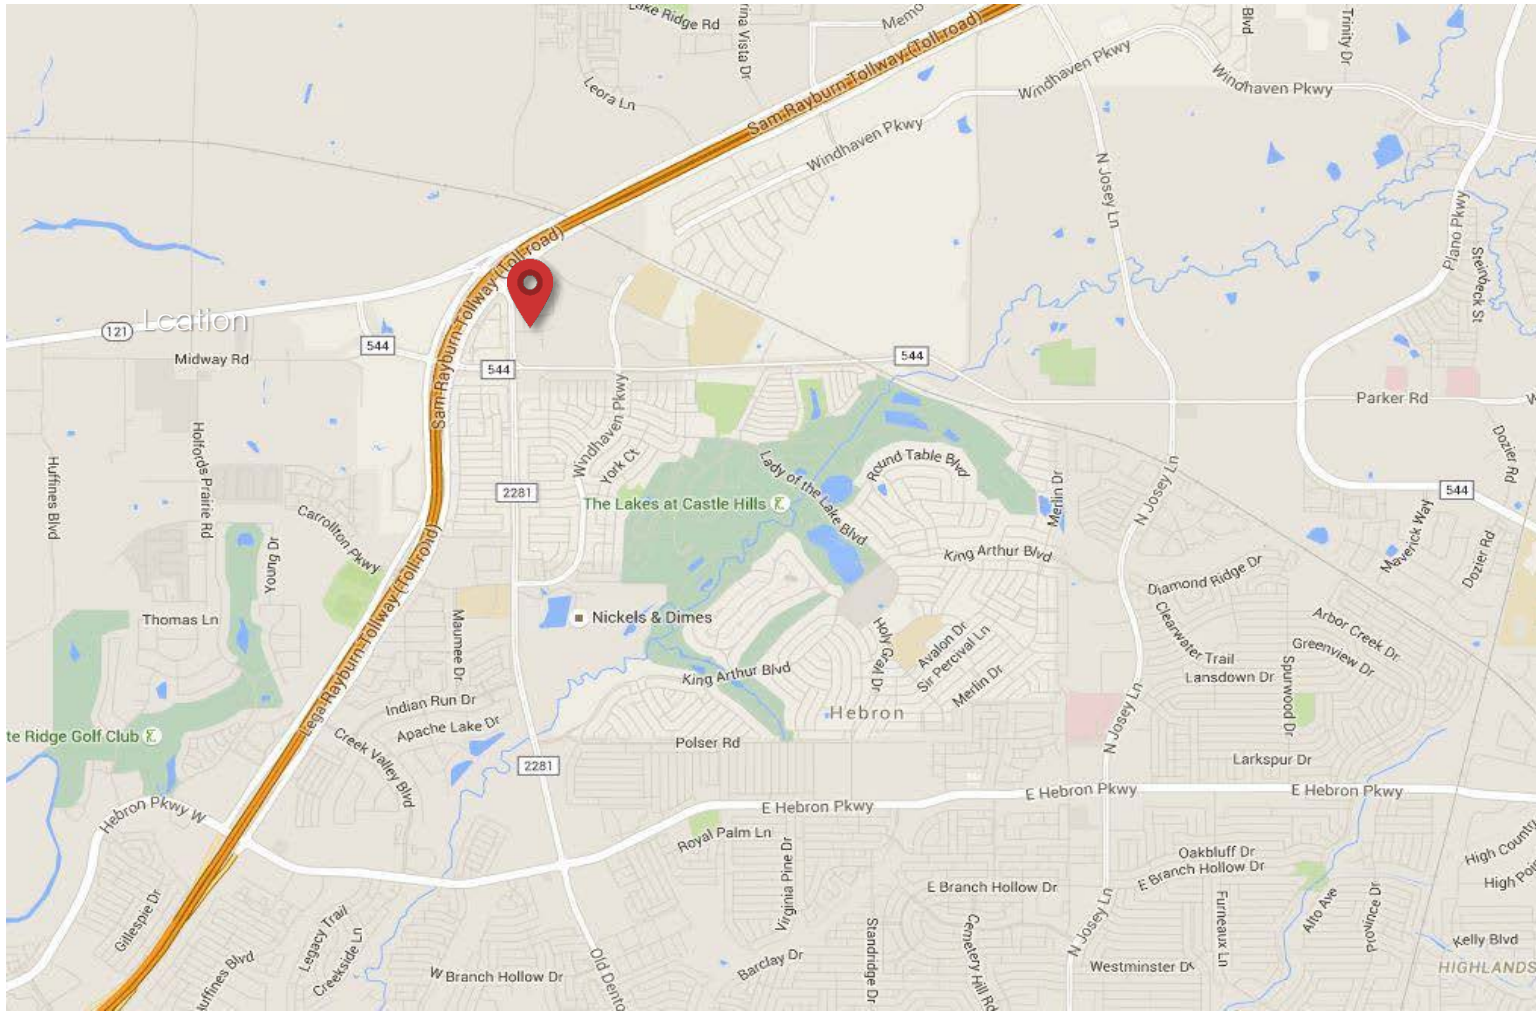 Lake Ridge Rd
rina Vista Dr
Memo
Blvd
Trinity Dr
Sam Rayburn Tollway (Toll road)
Leora Ln
Windhaven Pkwy
Windhaven Pkwy
Sam Rayburn Tollway (Toll road)
Windhaven Pkwy
N Josey Ln
Plano Pkwy
Steinbeck St
Sam Rayburn Tollway (Toll road)
121
Location
544
Midway Rd
544
544
Parker Rd
W
Windhaven Pkwy
York Ct
Holfords Prairie Rd
Huffines Blvd
2281
The Lakes at Castle Hills
Lady of the Lake Blvd
Round Table Blvd
Merlin Dr
N Josey Ln
544
Dozier Rd
Maverick Way
Dozier Rd
Carrollton Pkwy
Young Dr
King Arthur Blvd
Diamond Ridge Dr
Thomas Ln
Nickels & Dimes
Maumee Dr
Holy Grail Dr
Avalon Dr
Sir Percival Ln
Merlin Dr
Clearwater Trail
Arbor Creek Dr
Greenview Dr
Lansdown Dr
Spurwood Dr
King Arthur Blvd
Rayburn Tollway (Toll road)
Indian Run Dr
Apache Lake Dr
Hebron
N Josey Ln
te Ridge Golf Club
Creek Valley Blvd
Polser Rd
2281
Larkspur Dr
Hebron Pkwy W
E Hebron Pkwy
E Hebron Pkwy
E Hebron Pkwy
Royal Palm Ln
Virginia Pine Dr
Oakbluff Dr
E Branch Hollow Dr
High Country
High Poi
E Branch Hollow Dr
Gillespie Dr
Legacy Trail
Creekside Ln
Huffines Blvd
W Branch Hollow Dr
Old Dento
Barclay Dr
Standridge Dr
Cemetery Hill Rd
N Josey Ln
Westminster Dr
Furneaux Ln
Alto Ave
Province Dr
Kelly Blvd
HIGHLANDS